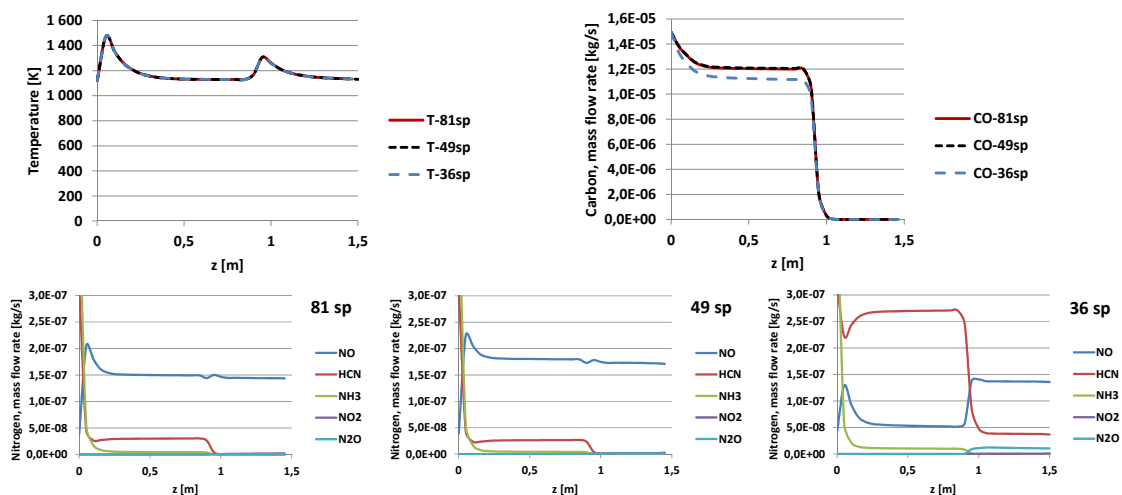 Temperature [K]
1 600
1 400
1 200
1 000
800
600
400
200
0
0
0,5
1
1,5
z [m]
T-81sp
T-49sp
T-36sp
Carbon, mass flow rate [kg/s]
1,6E-05
1,4E-05
1,2E-05
1,0E-05
8,0E-06
6,0E-06
4,0E-06
2,0E-06
0,0E+00
0
0,5
1
1,5
z [m]
CO-81sp
CO-49sp
CO-36sp
Nitrogen, mass flow rate [kg/s]
3,0E-07
2,5E-07
2,0E-07
1,5E-07
1,0E-07
5,0E-08
0,0E+00
0
0,5
1
1,5
z [m]
81 sp
NO
HCN
NH3
NO2
N2O
Nitrogen, mass flow rate [kg/s]
3,0E-07
2,5E-07
2,0E-07
1,5E-07
1,0E-07
5,0E-08
0,0E+00
0
0,5
1
1,5
z [m]
49 sp
NO
HCN
NH3
NO2
N2O
Nitrogen, mass flow rate [kg/s]
3,0E-07
2,5E-07
2,0E-07
1,5E-07
1,0E-07
5,0E-08
0,0E+00
0
0,5
1
1,5
z [m]
36 sp
NO
HCN
NH3
NO2
N2O